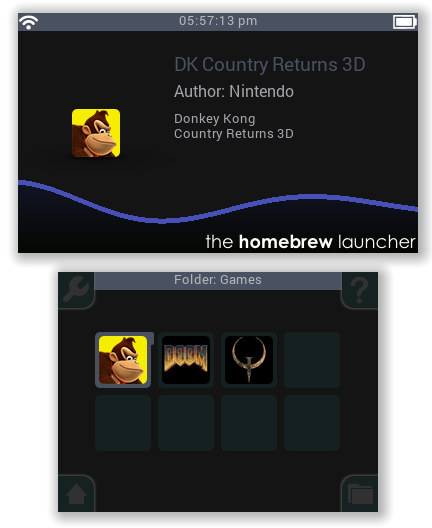 05:57:13 pm
DK Country Returns 3D
Author: Nintendo
Donkey Kong
Country Returns 3D
the homebrew launcher
Folder: Games
?
DOOM